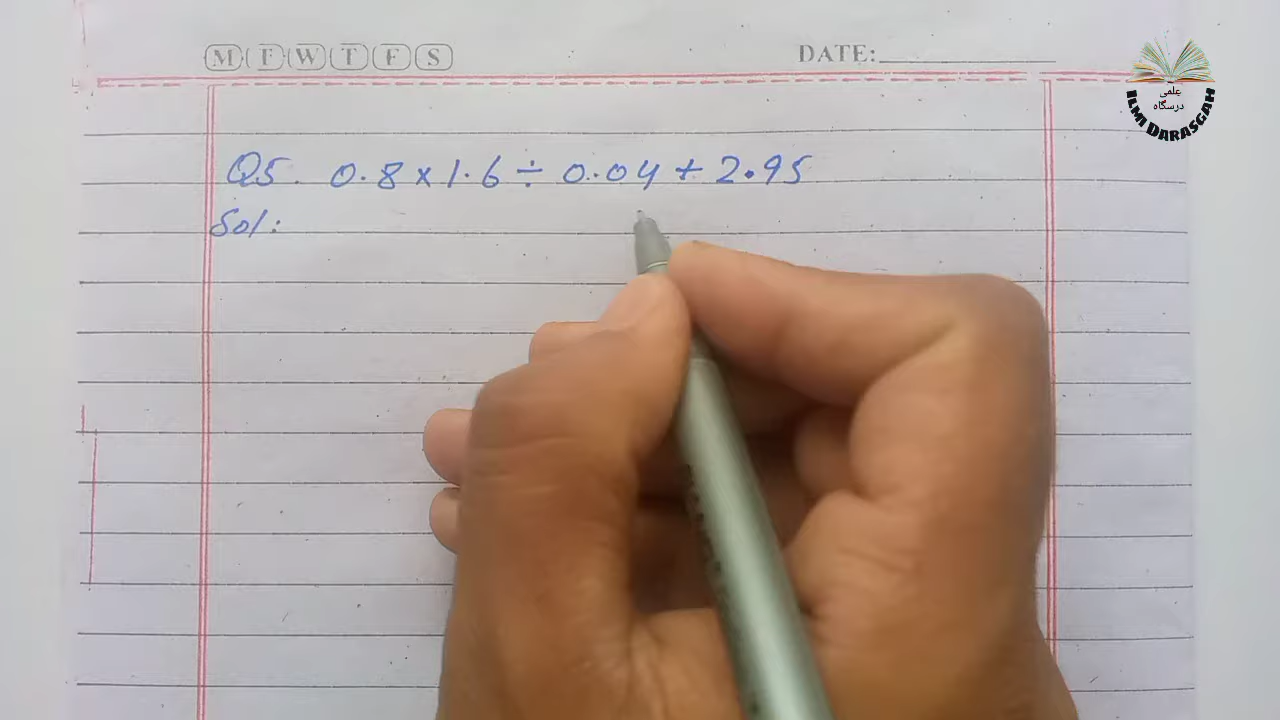 M F W T F S DATE:
علمی
درسگاہ
ILMI DARASGAH
Q5. 0.8 × 1.6 ÷ 0.04 + 2.95
Sol: